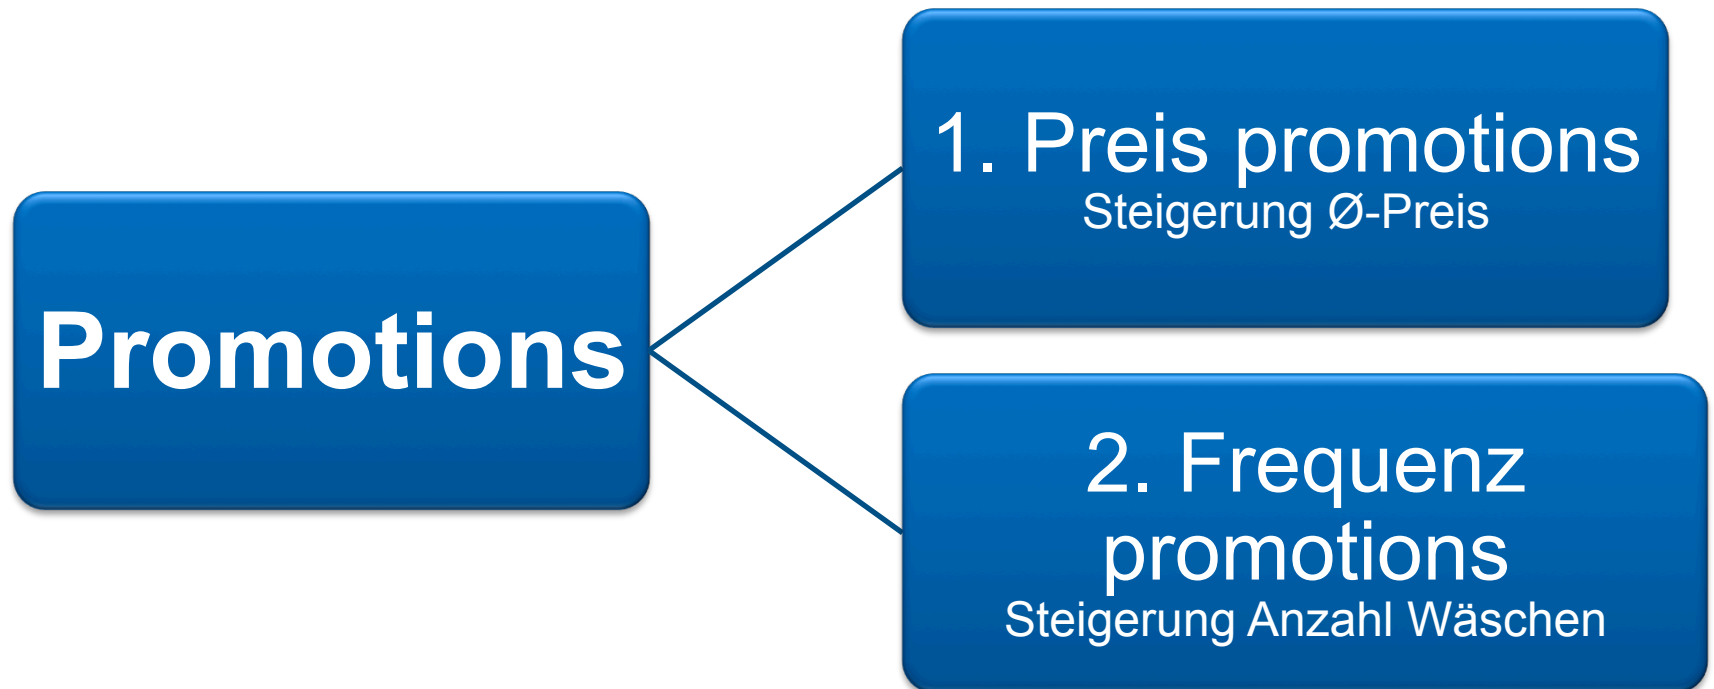 Promotions
1. Preis promotions
Steigerung Ø-Preis
2. Frequenz
promotions
Steigerung Anzahl Wäschen